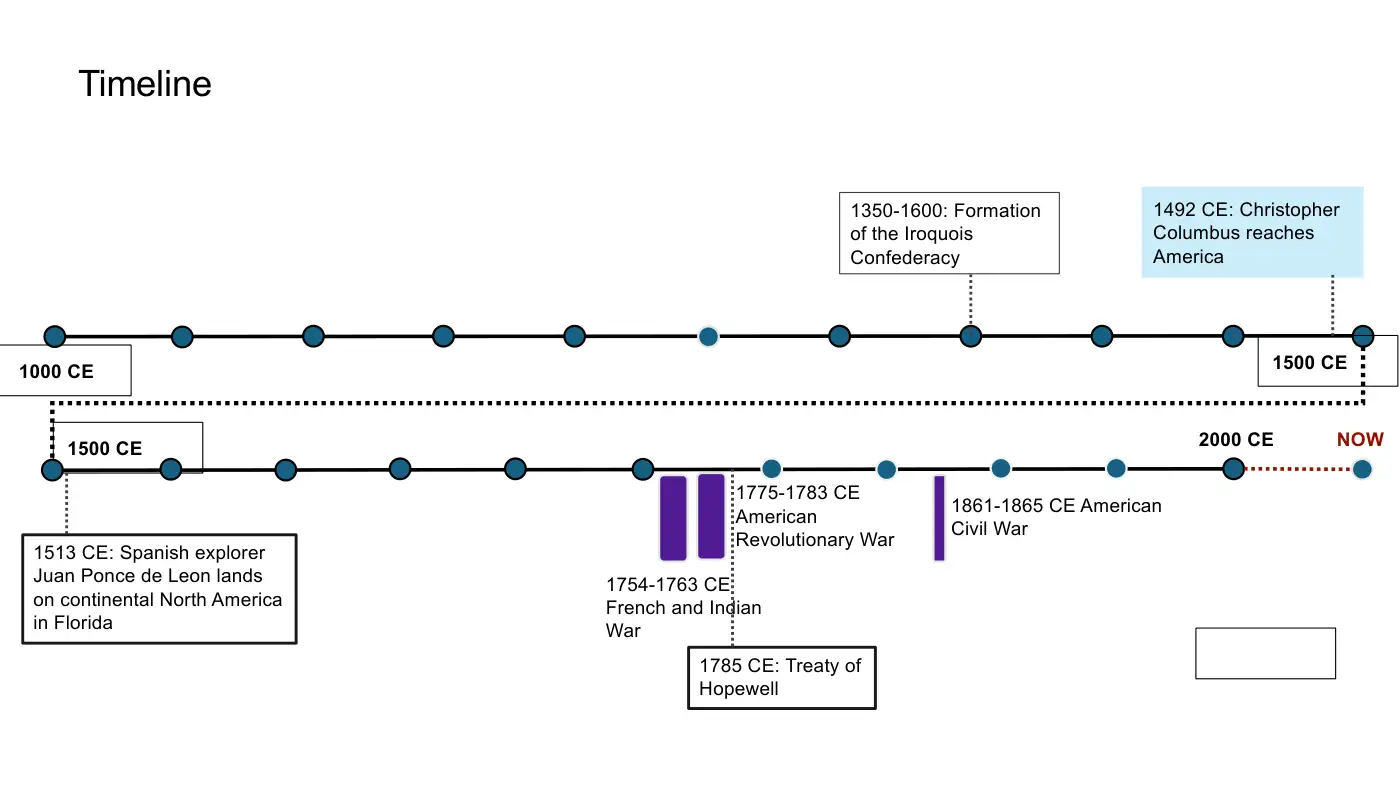 Timeline
1350-1600: Formation
of the Iroquois
Confederacy
1492 CE: Christopher
Columbus reaches
America
1000 CE
1500 CE
1500 CE
2000 CE
NOW
1513 CE: Spanish explorer
Juan Ponce de Leon lands
on continental North America
in Florida
1754-1763 CE
French and Indian
War
1775-1783 CE
American
Revolutionary War
1785 CE: Treaty of
Hopewell
1861-1865 CE American
Civil War